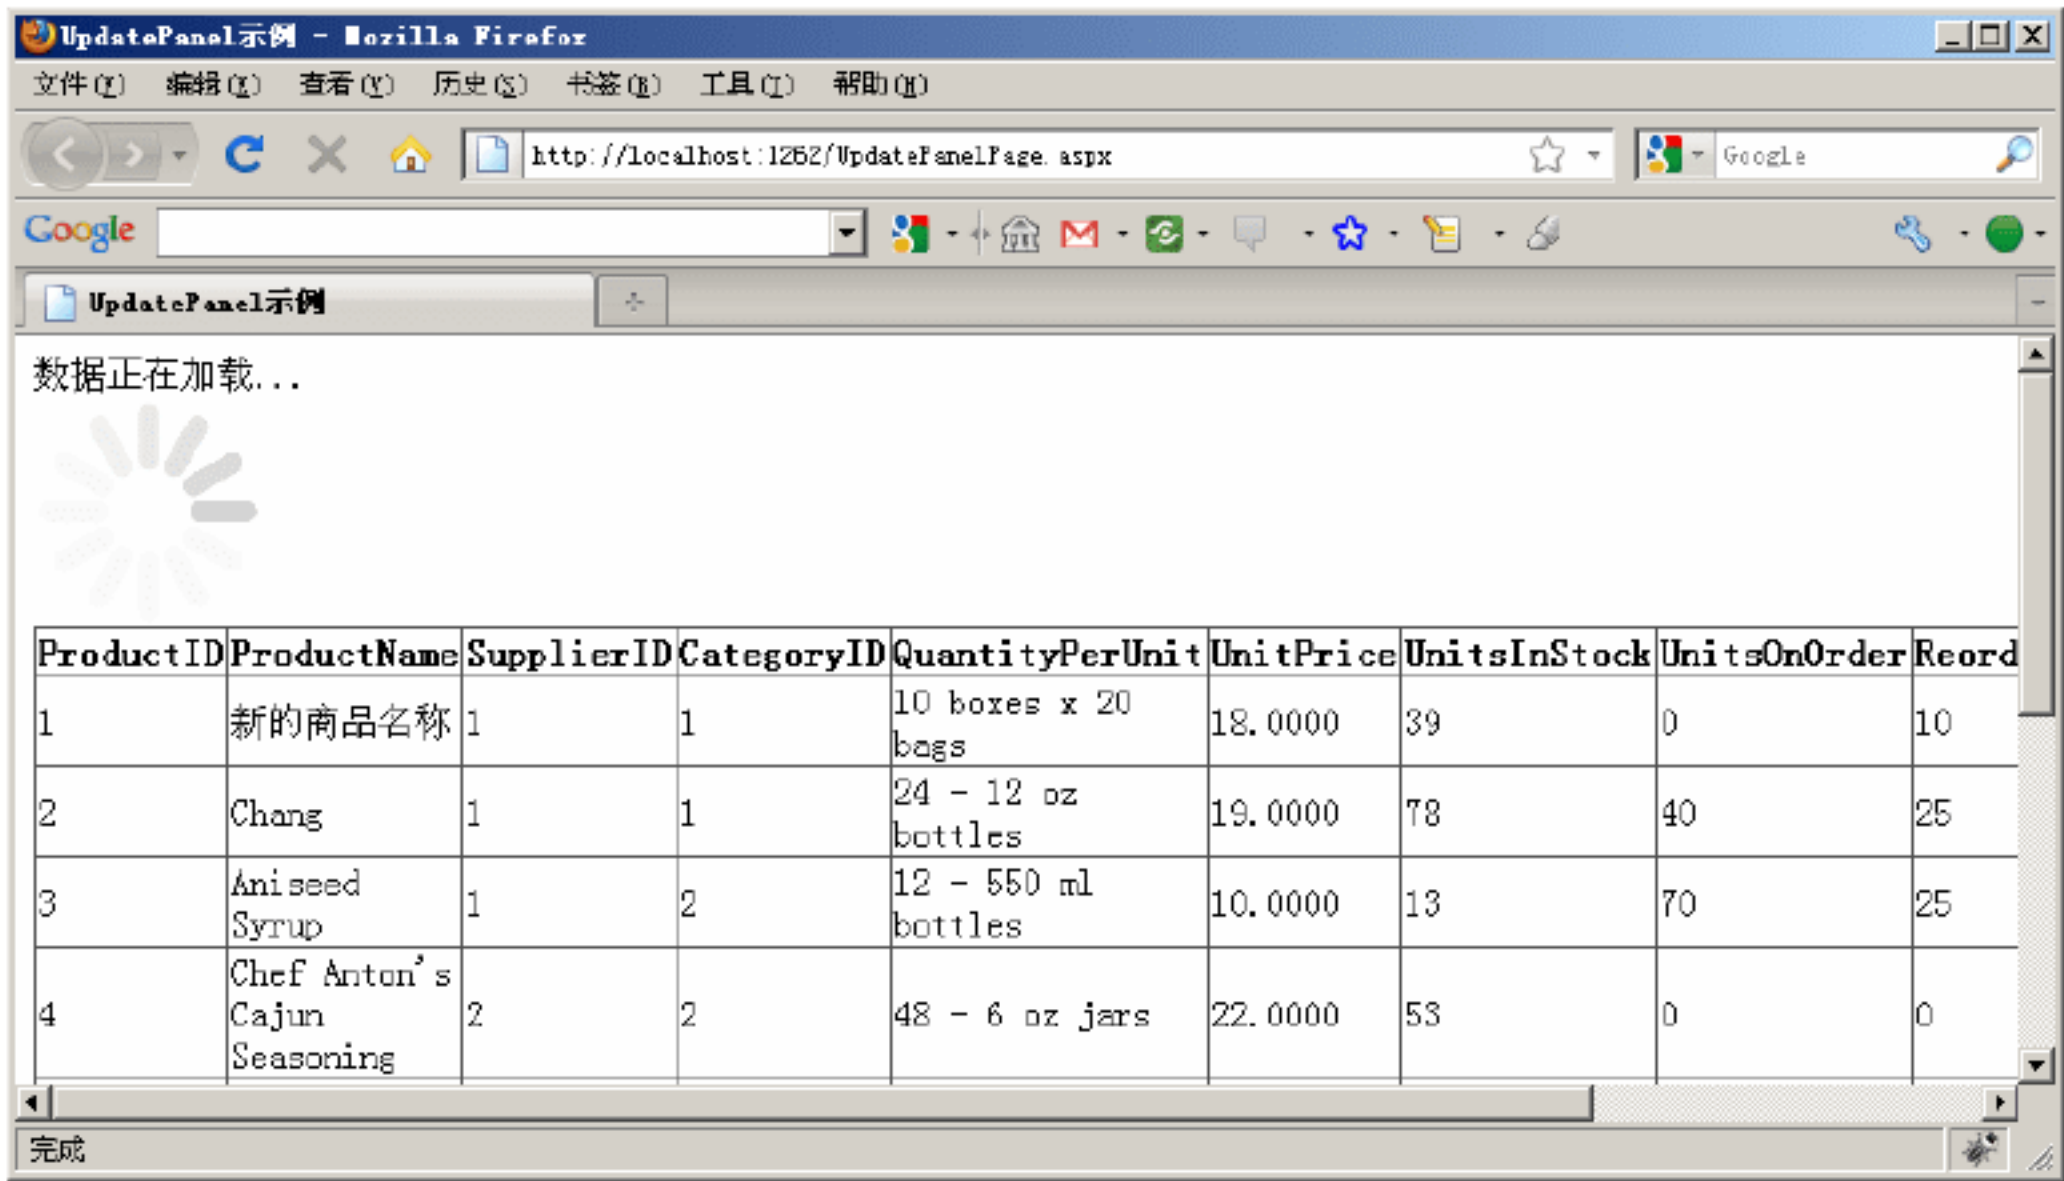 UpdatePanel示例 - Mozilla Firefox
文件(F) 编辑(E) 查看(V) 历史(S) 书签(B) 工具(T) 帮助(H)
http://localhost:1262/UpdatePanelPage.aspx Google
Google
UpdatePanel示例
数据正在加载...
ProductID ProductName SupplierID CategoryID QuantityPerUnit UnitPrice UnitsInStock UnitsOnOrder Reord
1 新的商品名称 1 1 10 boxes x 20 bags 18.0000 39 0 10
2 Chang 1 1 24 - 12 oz bottles 19.0000 78 40 25
3 Aniseed Syrup 1 2 12 - 550 ml bottles 10.0000 13 70 25
4 Chef Anton's Cajun Seasoning 2 2 48 - 6 oz jars 22.0000 53 0 0
完成